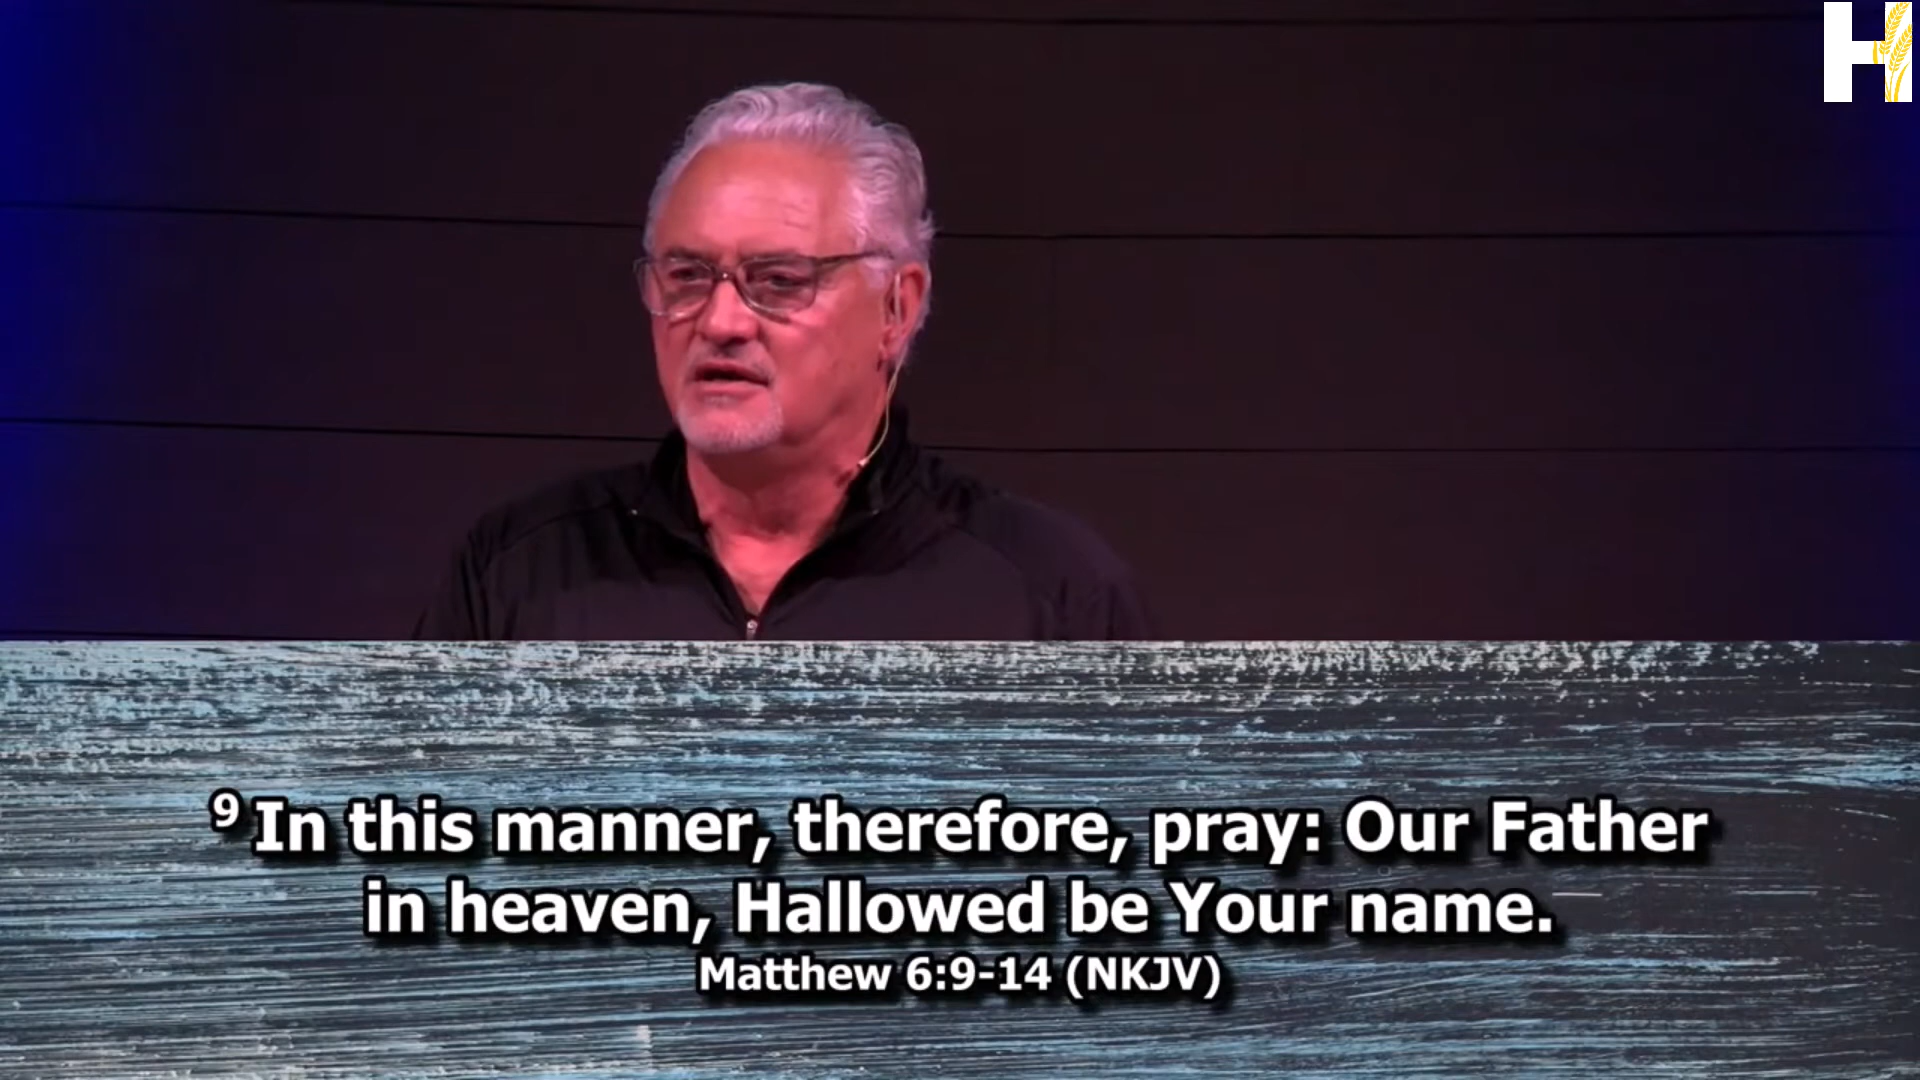 H
⁹ In this manner, therefore, pray: Our Father
in heaven, Hallowed be Your name.
Matthew 6:9-14 (NKJV)